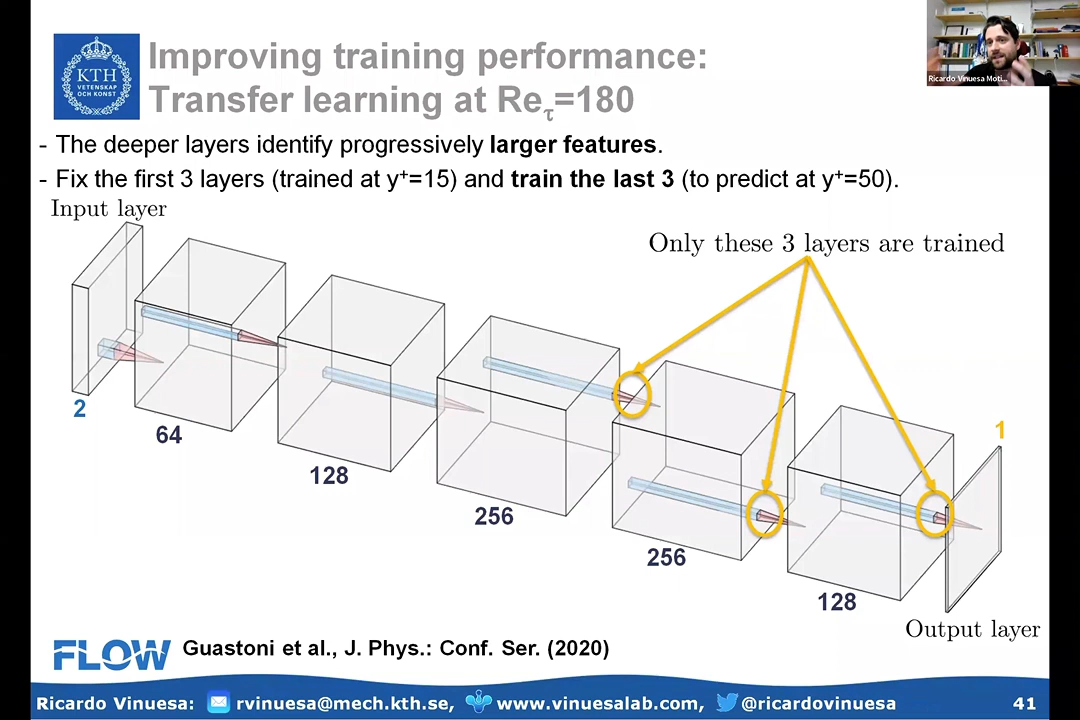 KTH
VETENSKAP
OCH KONST
Improving training performance:
Transfer learning at Reτ=180
Ricardo Vinuesa Moti...
- The deeper layers identify progressively larger features.
- Fix the first 3 layers (trained at y+=15) and train the last 3 (to predict at y+=50).
Input layer
Only these 3 layers are trained
2
64
128
256
256
128
1
Output layer
FLOW
Guastoni et al., J. Phys.: Conf. Ser. (2020)
Ricardo Vinuesa: rvinuesa@mech.kth.se, www.vinuesalab.com, @ricardovinuesa 41